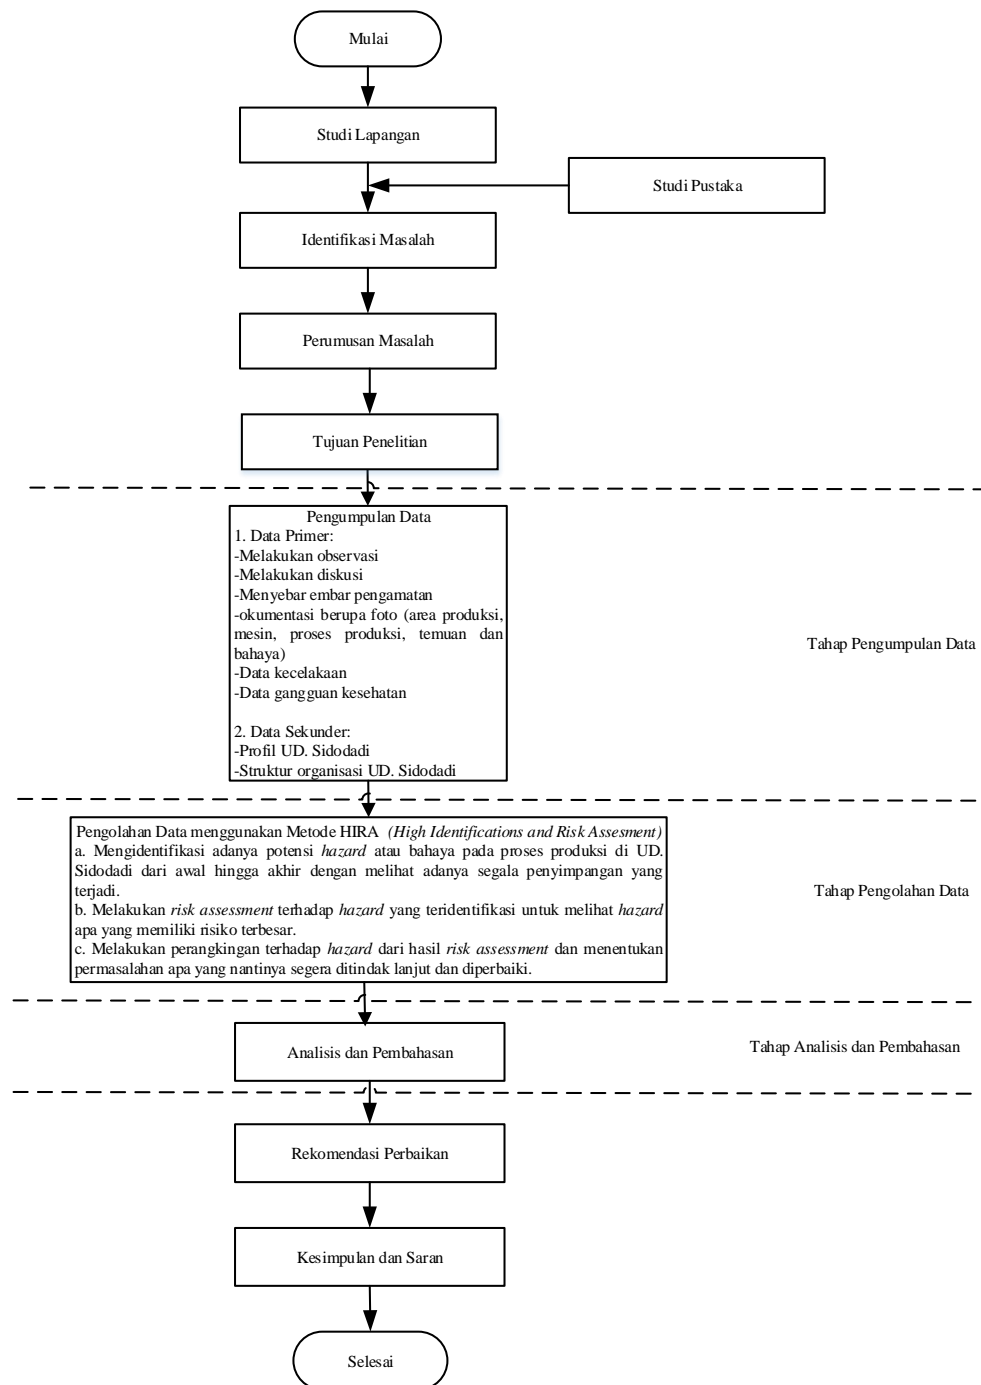 Mulai
Studi Lapangan
Studi Pustaka
Identifikasi Masalah
Perumusan Masalah
Tujuan Penelitian
Pengumpulan Data
1. Data Primer:
-Melakukan observasi
-Melakukan diskusi
-Menyebar embar pengamatan
-okumentasi berupa foto (area produksi,
mesin, proses produksi, temuan dan
bahaya)
-Data kecelakaan
-Data gangguan kesehatan
2. Data Sekunder:
-Profil UD. Sidodadi
-Struktur organisasi UD. Sidodadi
Tahap Pengumpulan Data
Pengolahan Data menggunakan Metode HIRA (High Identifications and Risk Assesment)
a. Mengidentifikasi adanya potensi hazard atau bahaya pada proses produksi di UD.
Sidodadi dari awal hingga akhir dengan melihat adanya segala penyimpangan yang
terjadi.
b. Melakukan risk assessment terhadap hazard yang teridentifikasi untuk melihat hazard
apa yang memiliki risiko terbesar.
c. Melakukan perangkingan terhadap hazard dari hasil risk assessment dan menentukan
permasalahan apa yang nantinya segera ditindak lanjut dan diperbaiki.
Tahap Pengolahan Data
Analisis dan Pembahasan
Tahap Analisis dan Pembahasan
Rekomendasi Perbaikan
Kesimpulan dan Saran
Selesai